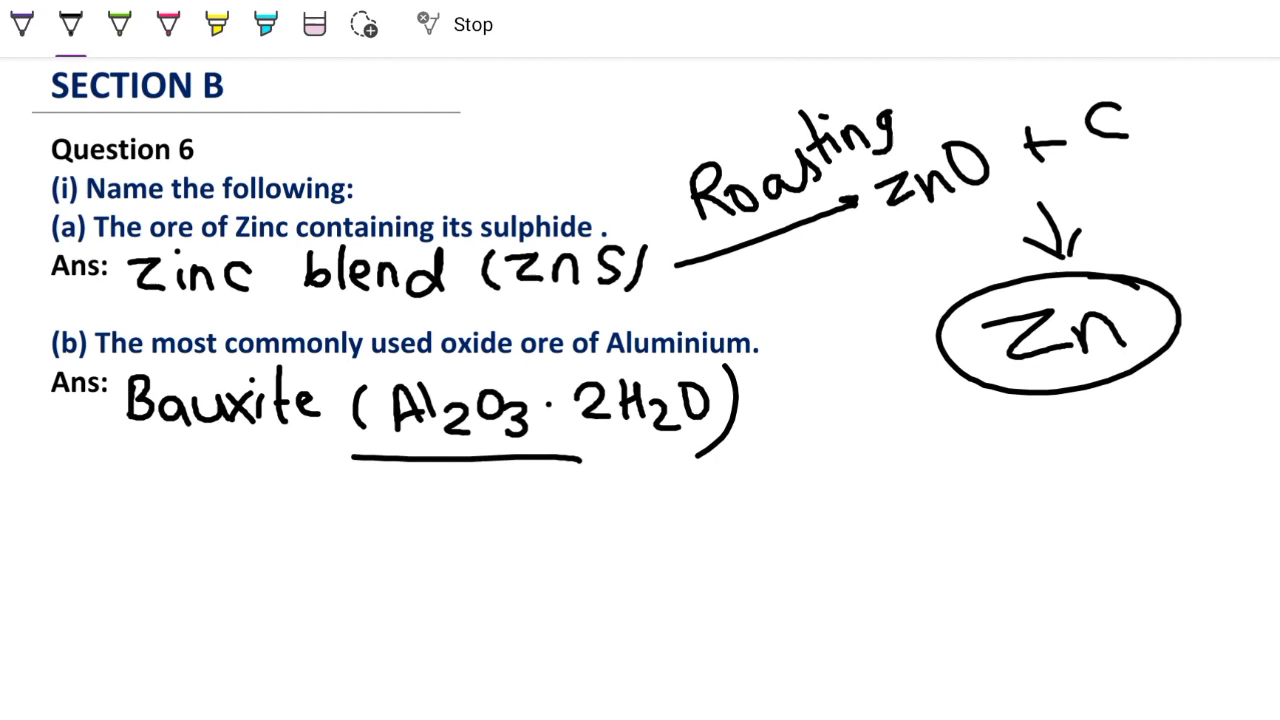 Stop
SECTION B
Question 6
(i) Name the following:
(a) The ore of Zinc containing its sulphide .
Ans: Zinc blend (ZnS)
Roasting
ZnO + C
Zn
(b) The most commonly used oxide ore of Aluminium.
Ans: Bauxite (Al2O3 · 2H2O)